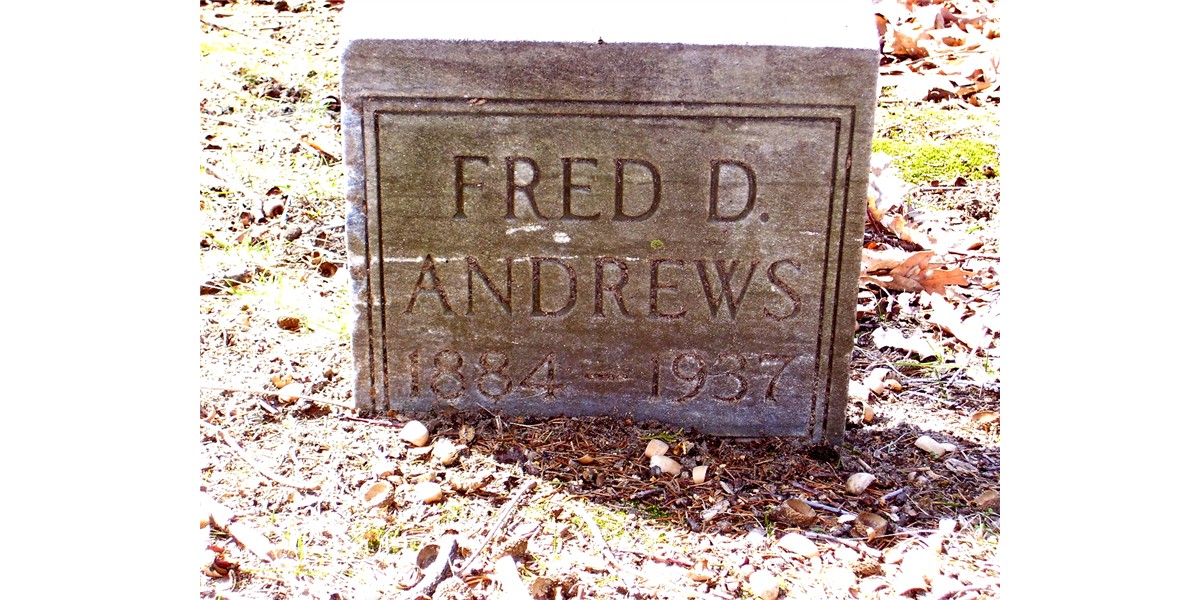 FRED D.
ANDREWS
1884 – 1937